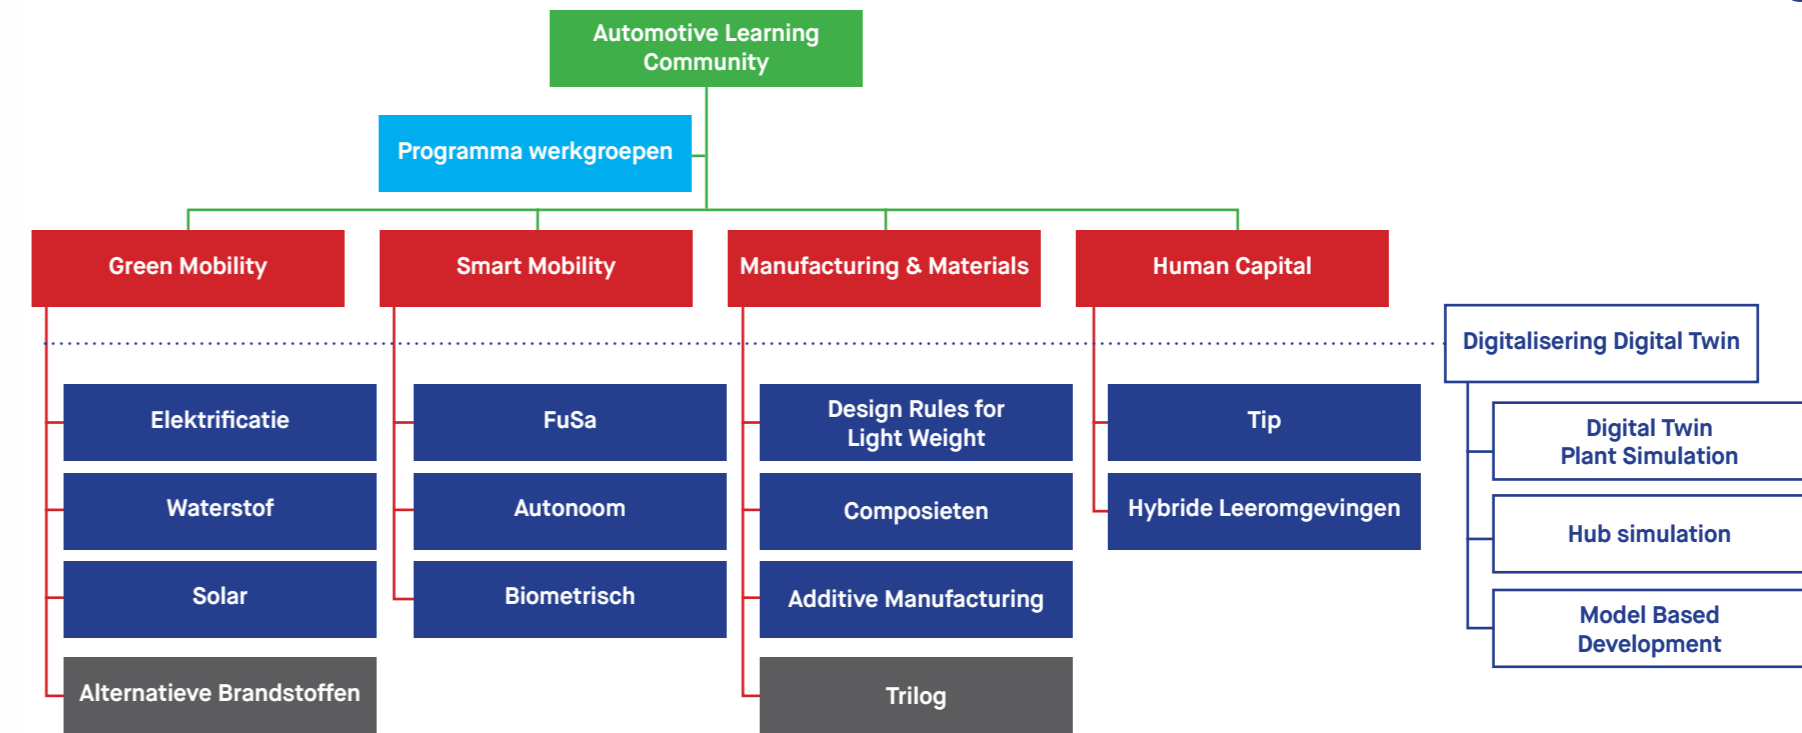 Automotive Learning
Community
Programma werkgroepen
Green Mobility
Smart Mobility
Manufacturing & Materials
Human Capital
Digitalisering Digital Twin
Elektrificatie
Waterstof
Solar
Alternatieve Brandstoffen
FuSa
Autonoom
Biometrisch
Design Rules for
Light Weight
Composieten
Additive Manufacturing
Trilog
Tip
Hybride Leeromgevingen
Digital Twin
Plant Simulation
Hub simulation
Model Based
Development